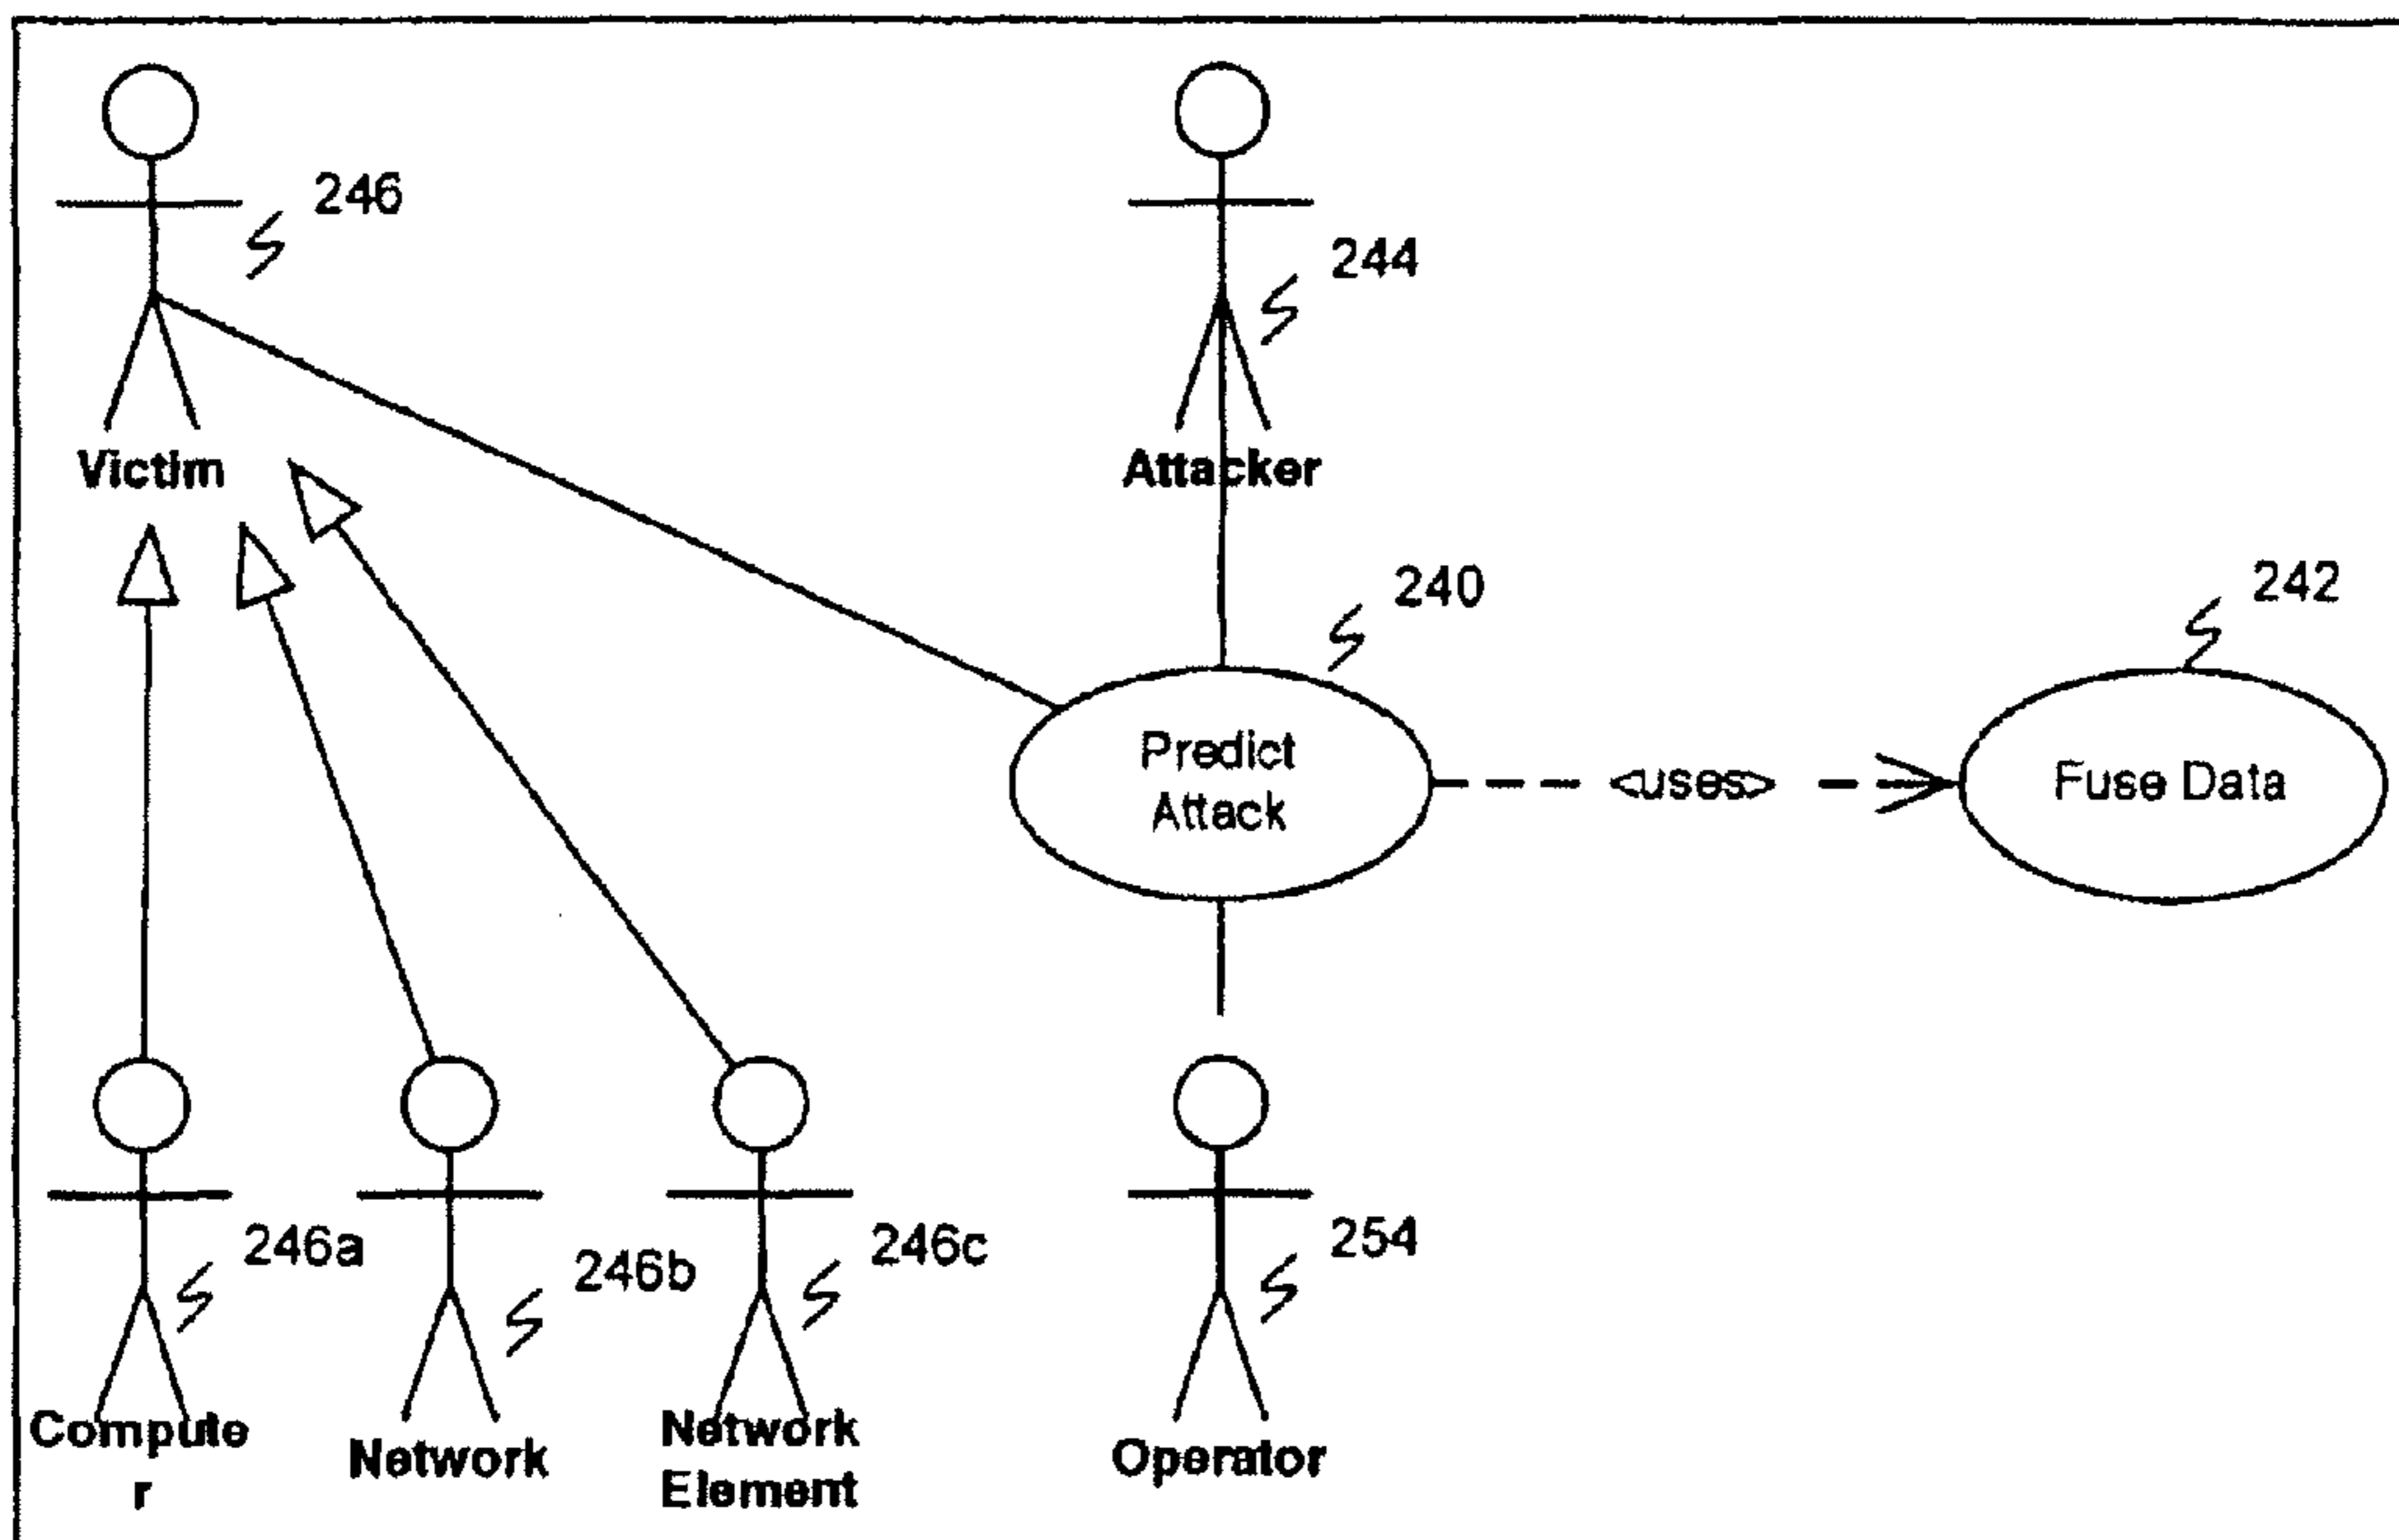 246
244
Victim
Attacker
240
242
Predict
Attack
<uses>
Fuse Data
246a
246b
246c
254
Compute
r
Network
Network
Element
Operator